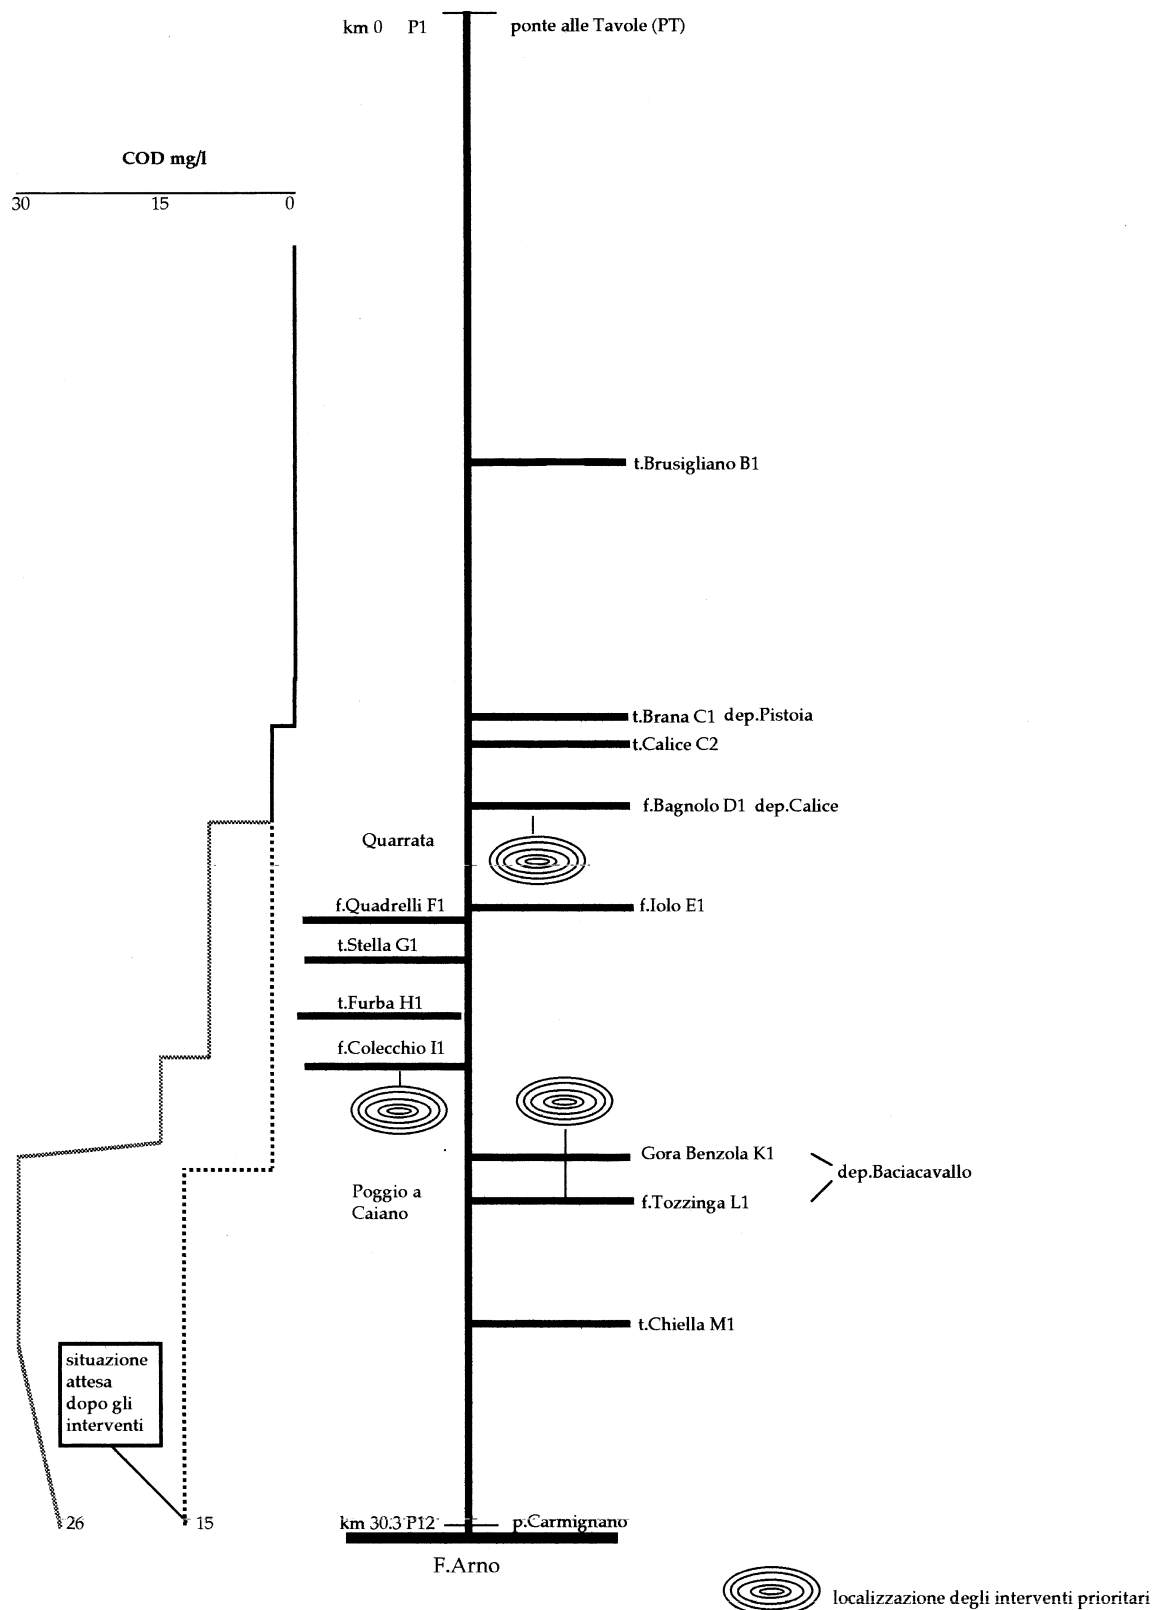 km 0 P1 ponte alle Tavole (PT)
COD mg/l
30 15 0
t.Brusigliano B1
t.Brana C1 dep.Pistoia
t.Calice C2
f.Bagnolo D1 dep.Calice
Quarrata
f.Quadrelli F1
f.Iolo E1
t.Stella G1
t.Furba H1
f.Colecchio I1
Gora Benzola K1
dep.Baciacavallo
Poggio a
Caiano
f.Tozzinga L1
t.Chiella M1
situazione
attesa
dopo gli
interventi
26
15
km 30.3 P12 p.Carmignano
F.Arno
localizzazione degli interventi prioritari